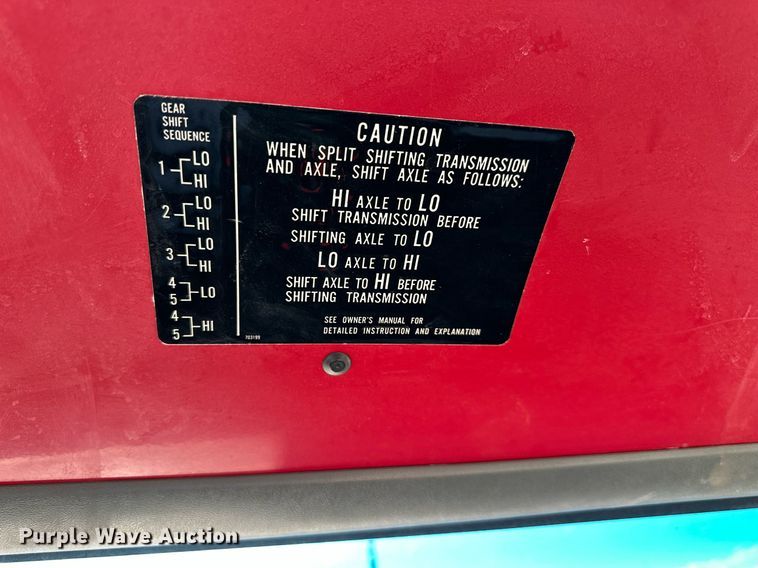 GEAR
SHIFT
SEQUENCE
1 LO
HI
2 LO
HI
3 LO
HI
4
5 LO
4
5 HI
CAUTION
WHEN SPLIT SHIFTING TRANSMISSION
AND AXLE, SHIFT AXLE AS FOLLOWS:
HI AXLE TO LO
SHIFT TRANSMISSION BEFORE
SHIFTING AXLE TO LO
LO AXLE TO HI
SHIFT AXLE TO HI BEFORE
SHIFTING TRANSMISSION
SEE OWNER'S MANUAL FOR
DETAILED INSTRUCTION AND EXPLANATION
703199
Purple Wave Auction